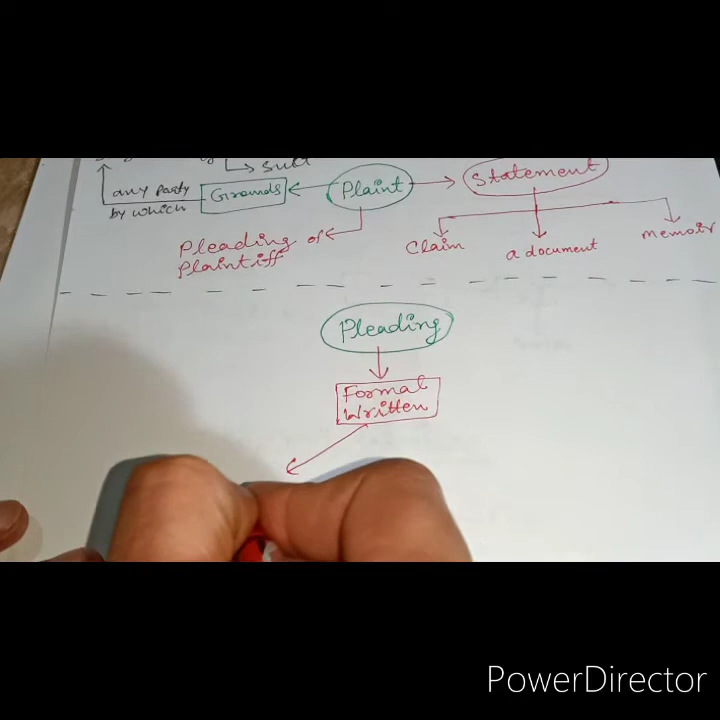 Suit
any Party
by which
Grounds
Plaint
Statement
Pleading of
Plaintiff
Claim
a document
memoir
Pleading
Formal
Written
PowerDirector